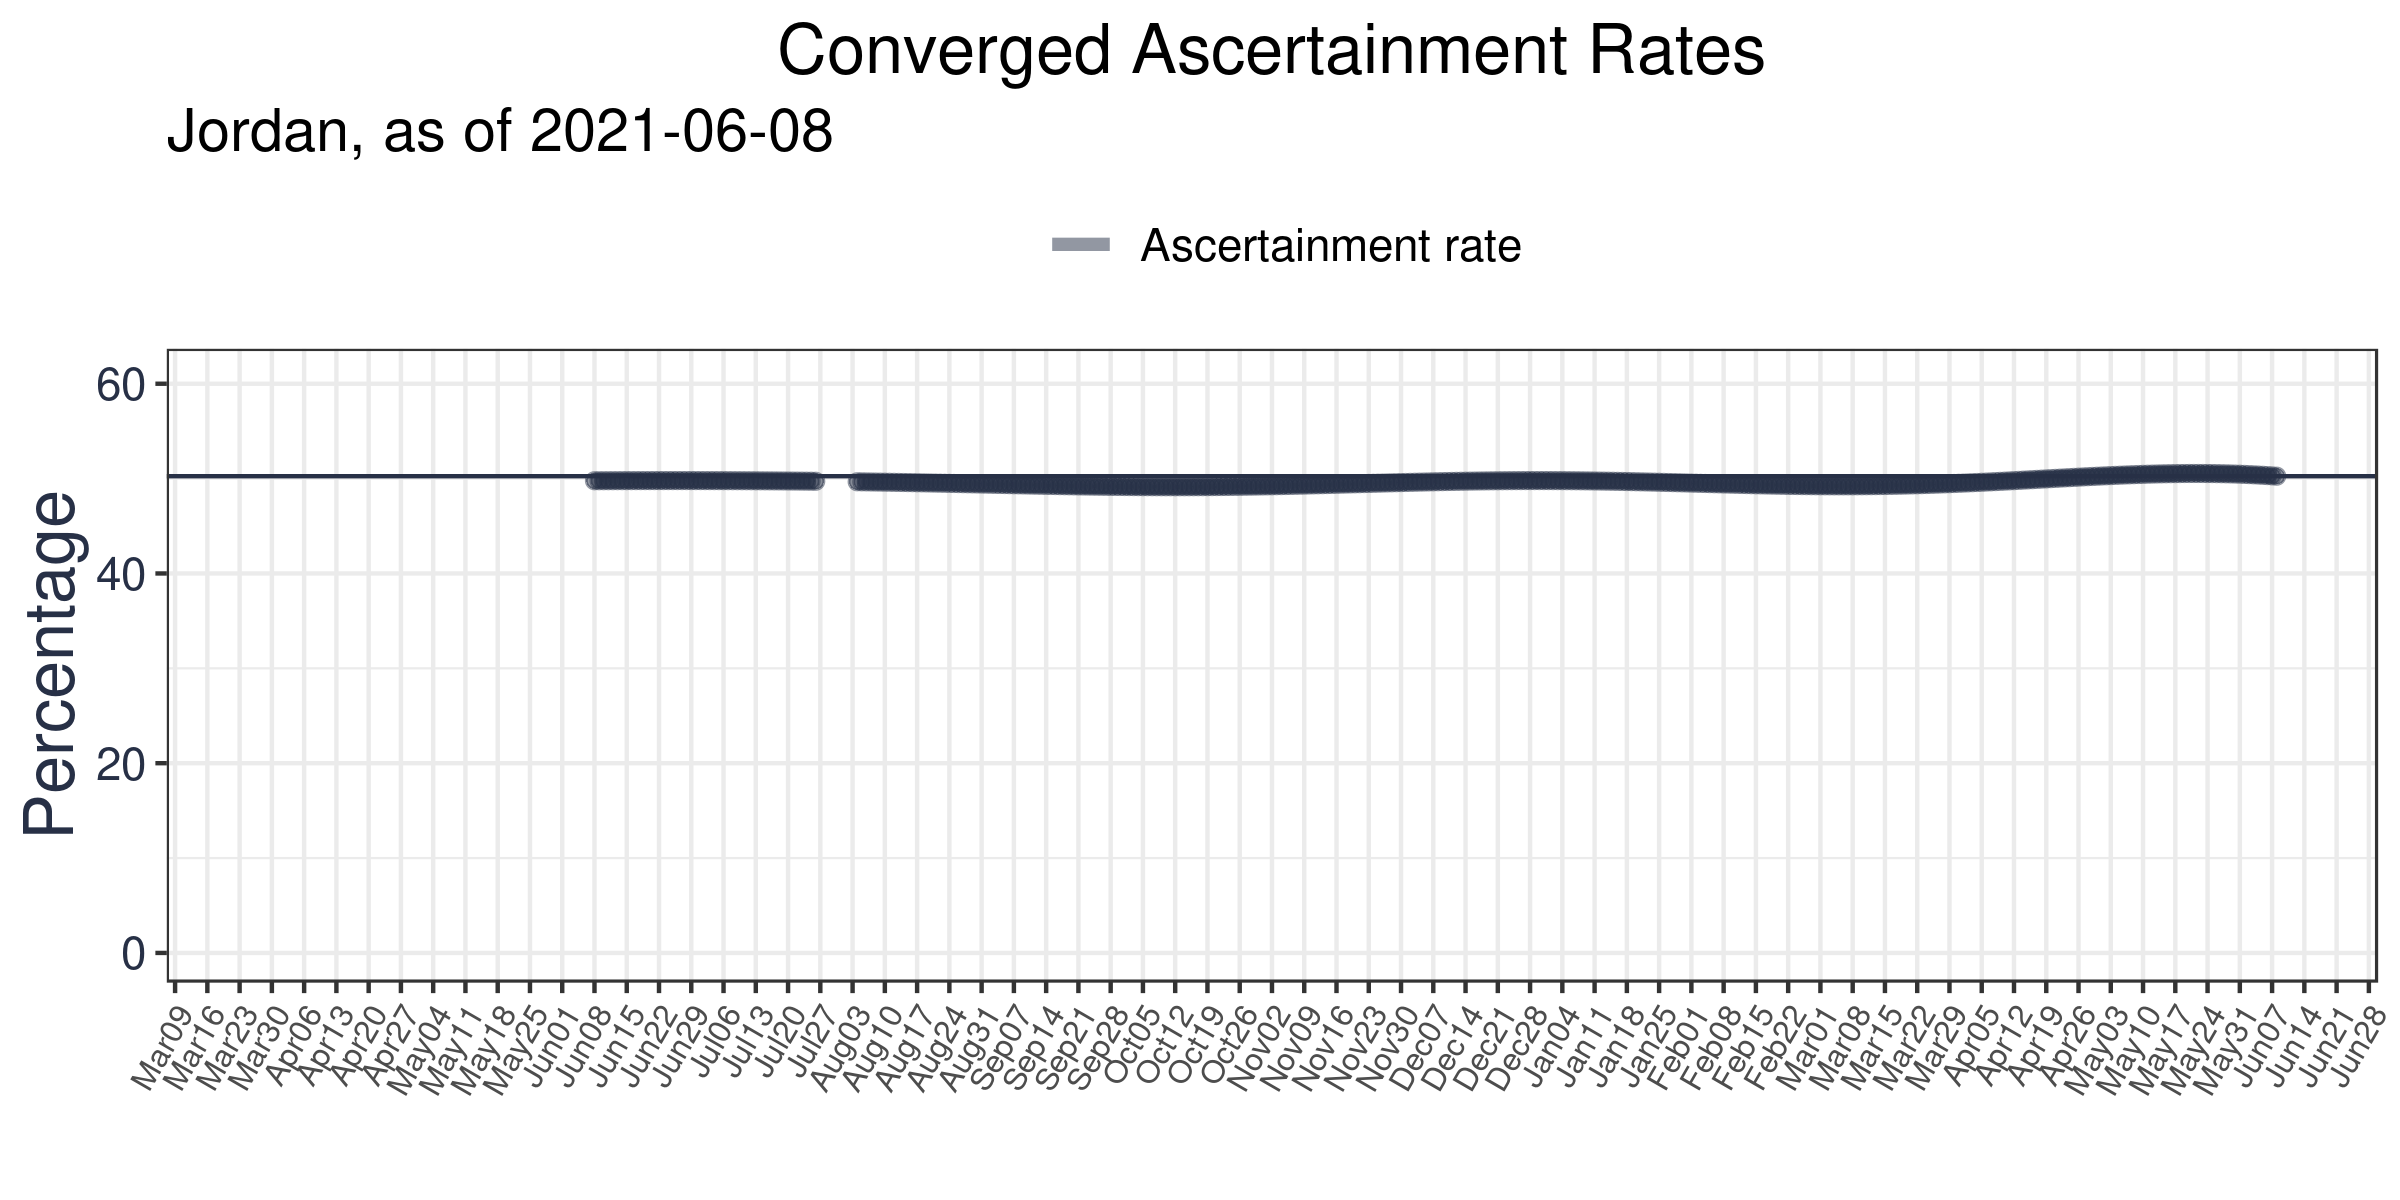 Converged Ascertainment Rates
Jordan, as of 2021-06-08
Ascertainment rate
Percentage
60
40
20
0
Mar09 Mar16 Mar23 Mar30 Apr06 Apr13 Apr20 Apr27 May04 May11 May18 May25 Jun01 Jun08 Jun15 Jun22 Jun29 Jul06 Jul13 Jul20 Jul27 Aug03 Aug10 Aug17 Aug24 Aug31 Sep07 Sep14 Sep21 Sep28 Oct05 Oct12 Oct19 Oct26 Nov02 Nov09 Nov16 Nov23 Nov30 Dec07 Dec14 Dec21 Dec28 Jan04 Jan11 Jan18 Jan25 Feb01 Feb08 Feb15 Feb22 Mar01 Mar08 Mar15 Mar22 Mar29 Apr05 Apr12 Apr19 Apr26 May03 May10 May17 May24 May31 Jun07 Jun14 Jun21 Jun28